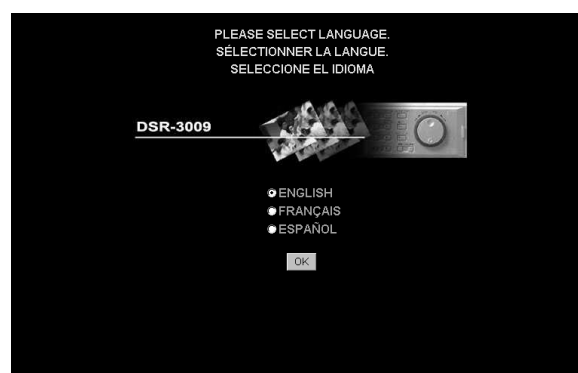 PLEASE SELECT LANGUAGE.
SÉLECTIONNER LA LANGUE.
SELECCIONE EL IDIOMA
DSR-3009
ENGLISH
FRANÇAIS
ESPAÑOL
OK